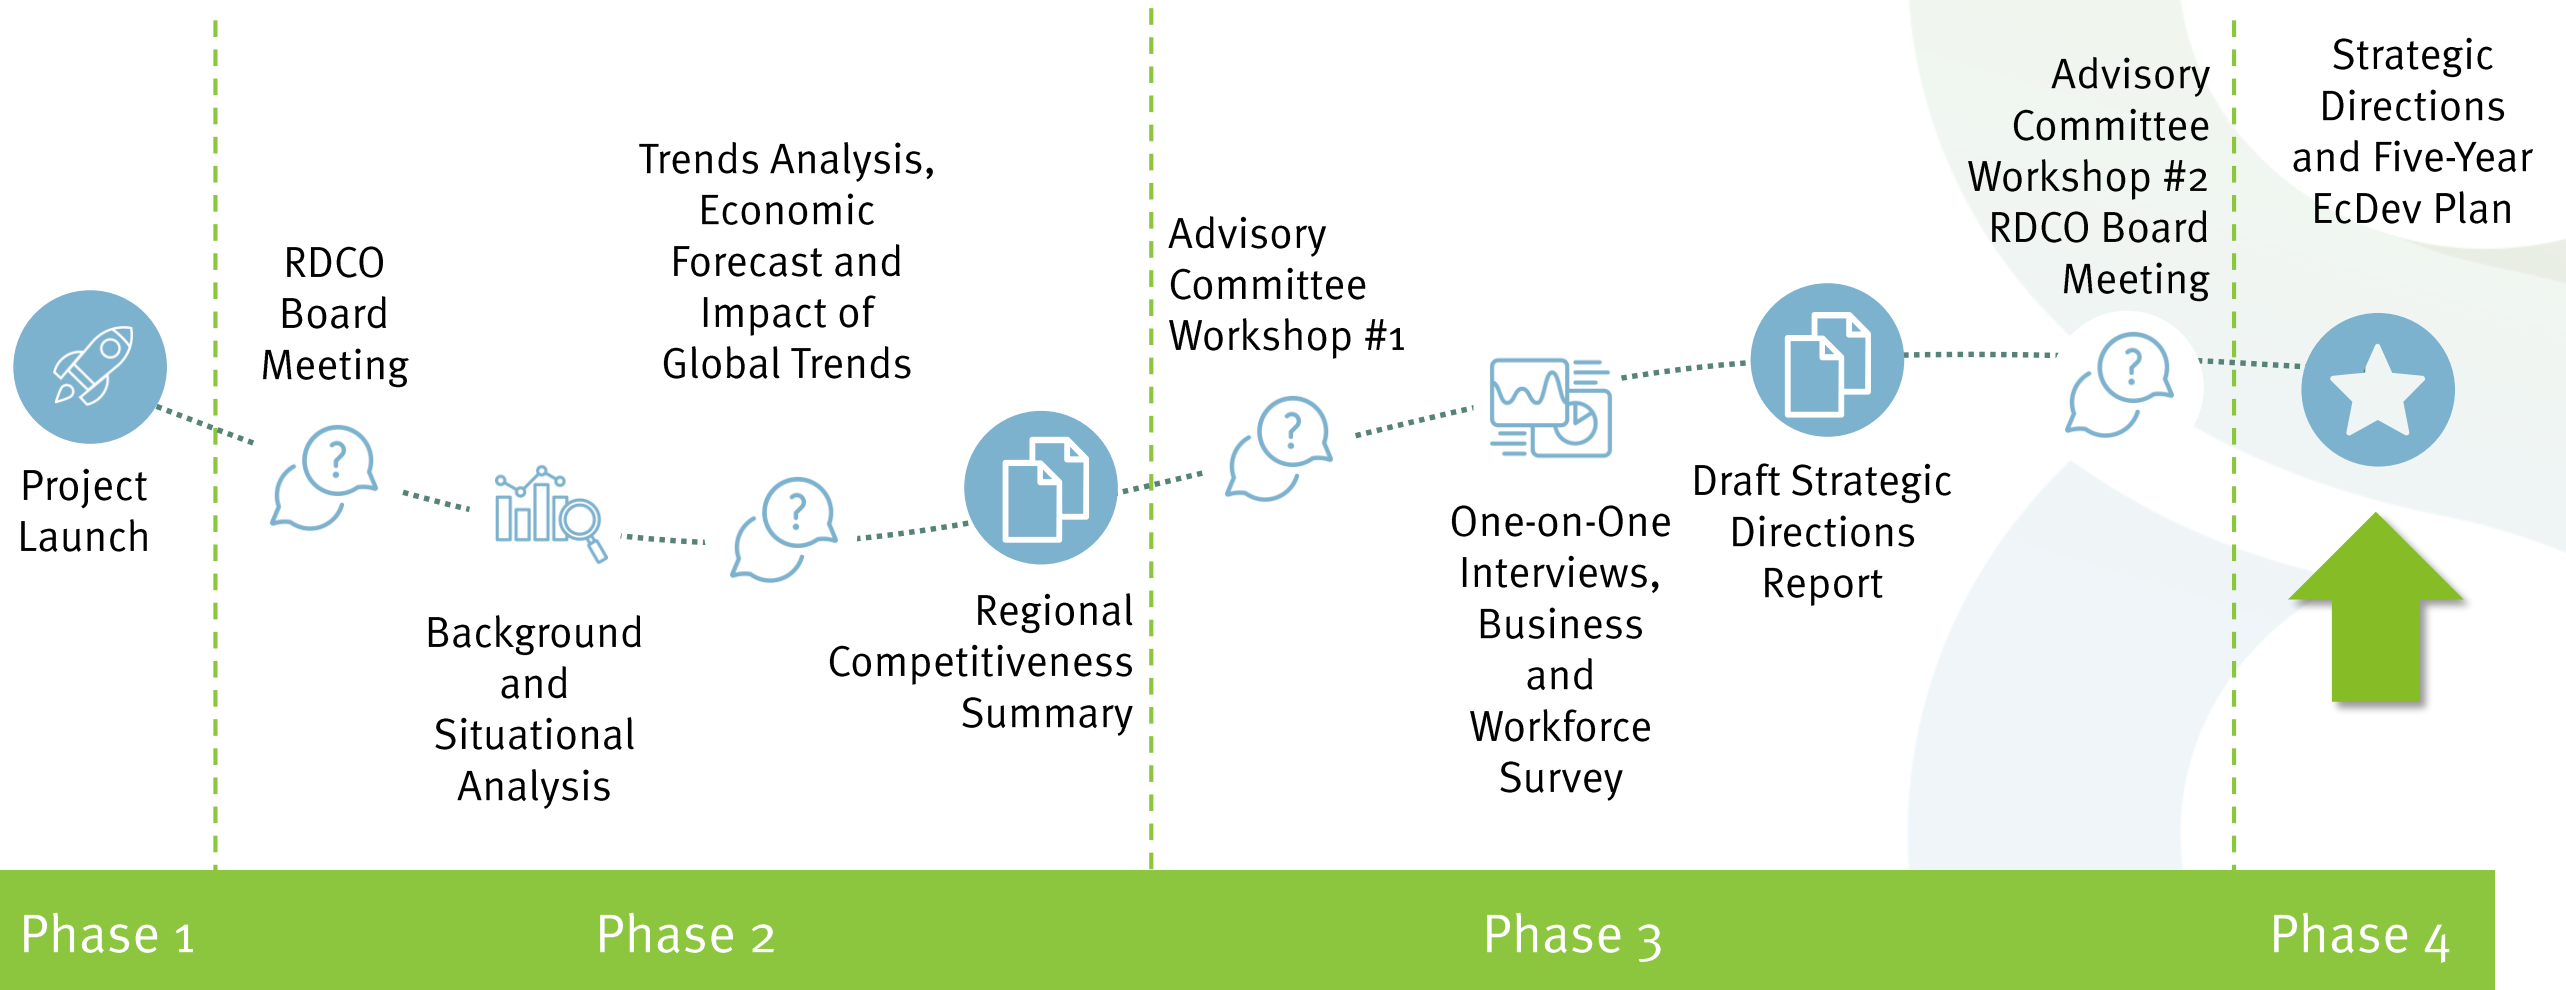 Project
Launch
RDCO
Board
Meeting
?
Background
and
Situational
Analysis
Trends Analysis,
Economic
Forecast and
Impact of
Global Trends
?
Regional
Competitiveness
Summary
Advisory
Committee
Workshop #1
?
One-on-One
Interviews,
Business
and
Workforce
Survey
Draft Strategic
Directions
Report
Advisory
Committee
Workshop #2
RDCO Board
Meeting
?
Strategic
Directions
and Five-Year
EcDev Plan
Phase 1
Phase 2
Phase 3
Phase 4